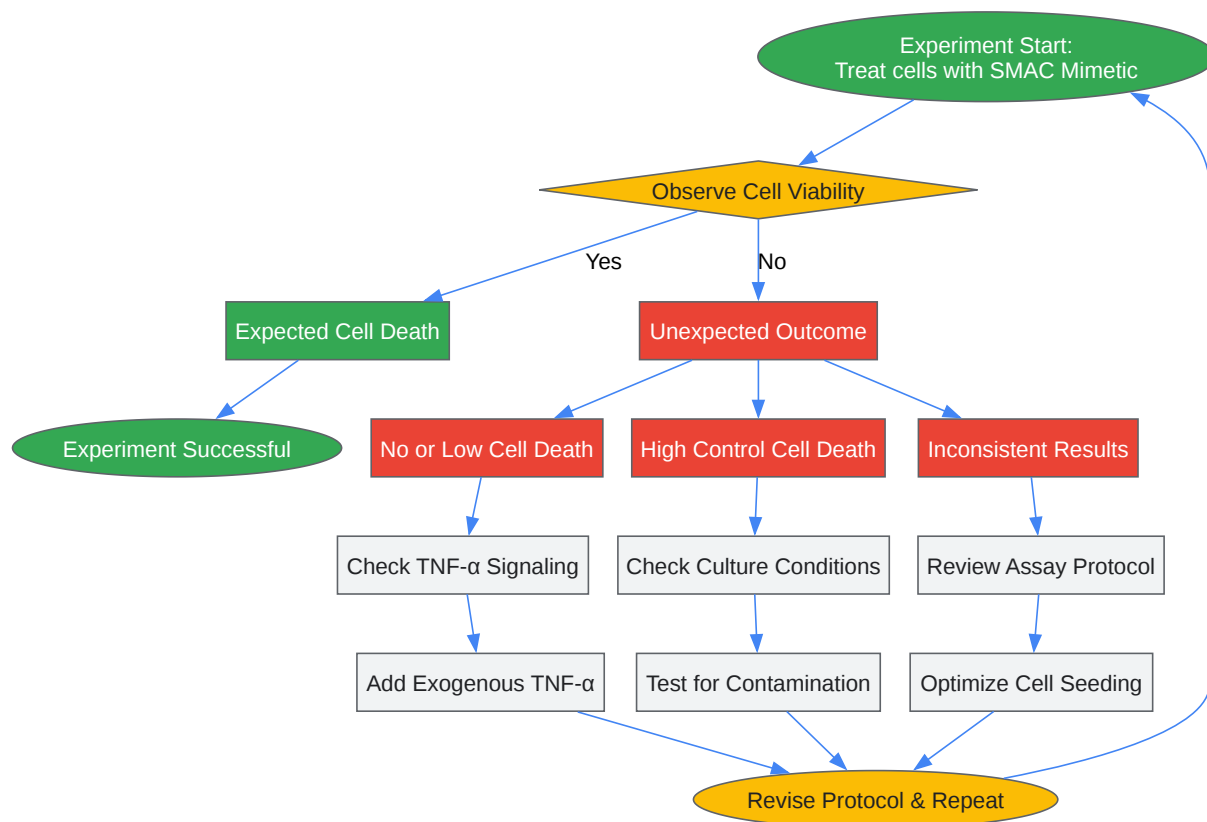 Experiment Start:
Treat cells with SMAC Mimetic
Observe Cell Viability
Yes
No
Expected Cell Death
Unexpected Outcome
Experiment Successful
No or Low Cell Death
High Control Cell Death
Inconsistent Results
Check TNF-α Signaling
Check Culture Conditions
Review Assay Protocol
Add Exogenous TNF-α
Test for Contamination
Optimize Cell Seeding
Revise Protocol & Repeat